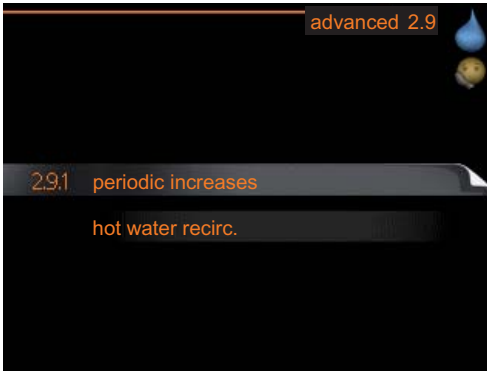 advanced 2.9
2.9.1 periodic increases
hot water recirc.